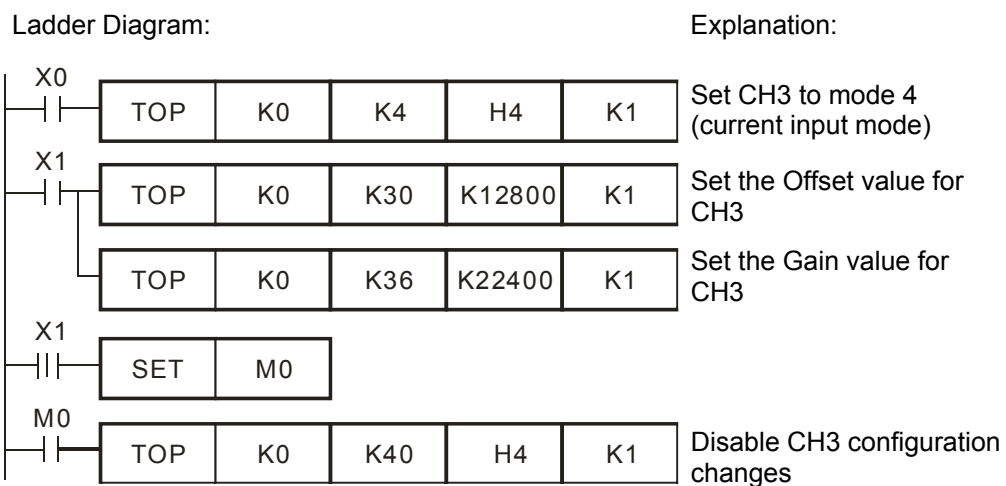 Ladder Diagram: Explanation:
X0
TOP K0 K4 H4 K1
Set CH3 to mode 4
(current input mode)
X1
TOP K0 K30 K12800 K1
Set the Offset value for
CH3
TOP K0 K36 K22400 K1
Set the Gain value for
CH3
X1
SET M0
M0
TOP K0 K40 H4 K1
Disable CH3 configuration
changes